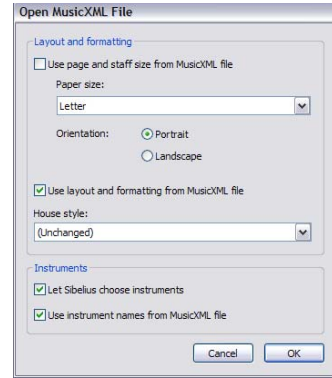 Open MusicXML File
Layout and formatting
Use page and staff size from MusicXML file
Paper size:
Letter
Orientation:
Portrait
Landscape
Use layout and formatting from MusicXML file
House style:
(Unchanged)
Instruments
Let Sibelius choose instruments
Use instrument names from MusicXML file
Cancel
OK